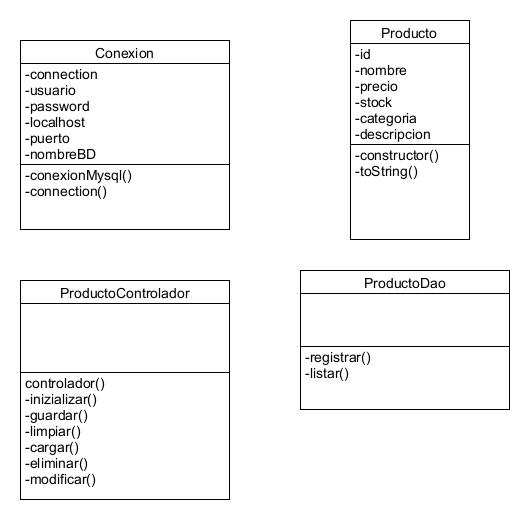 Conexion
-connection
-usuario
-password
-localhost
-puerto
-nombreBD
-conexionMysql()
-connection()
Producto
-id
-nombre
-precio
-stock
-categoria
-descripcion
-constructor()
-toString()
ProductoControlador
controlador()
-inizializar()
-guardar()
-limpiar()
-cargar()
-eliminar()
-modificar()
ProductoDao
-registrar()
-listar()